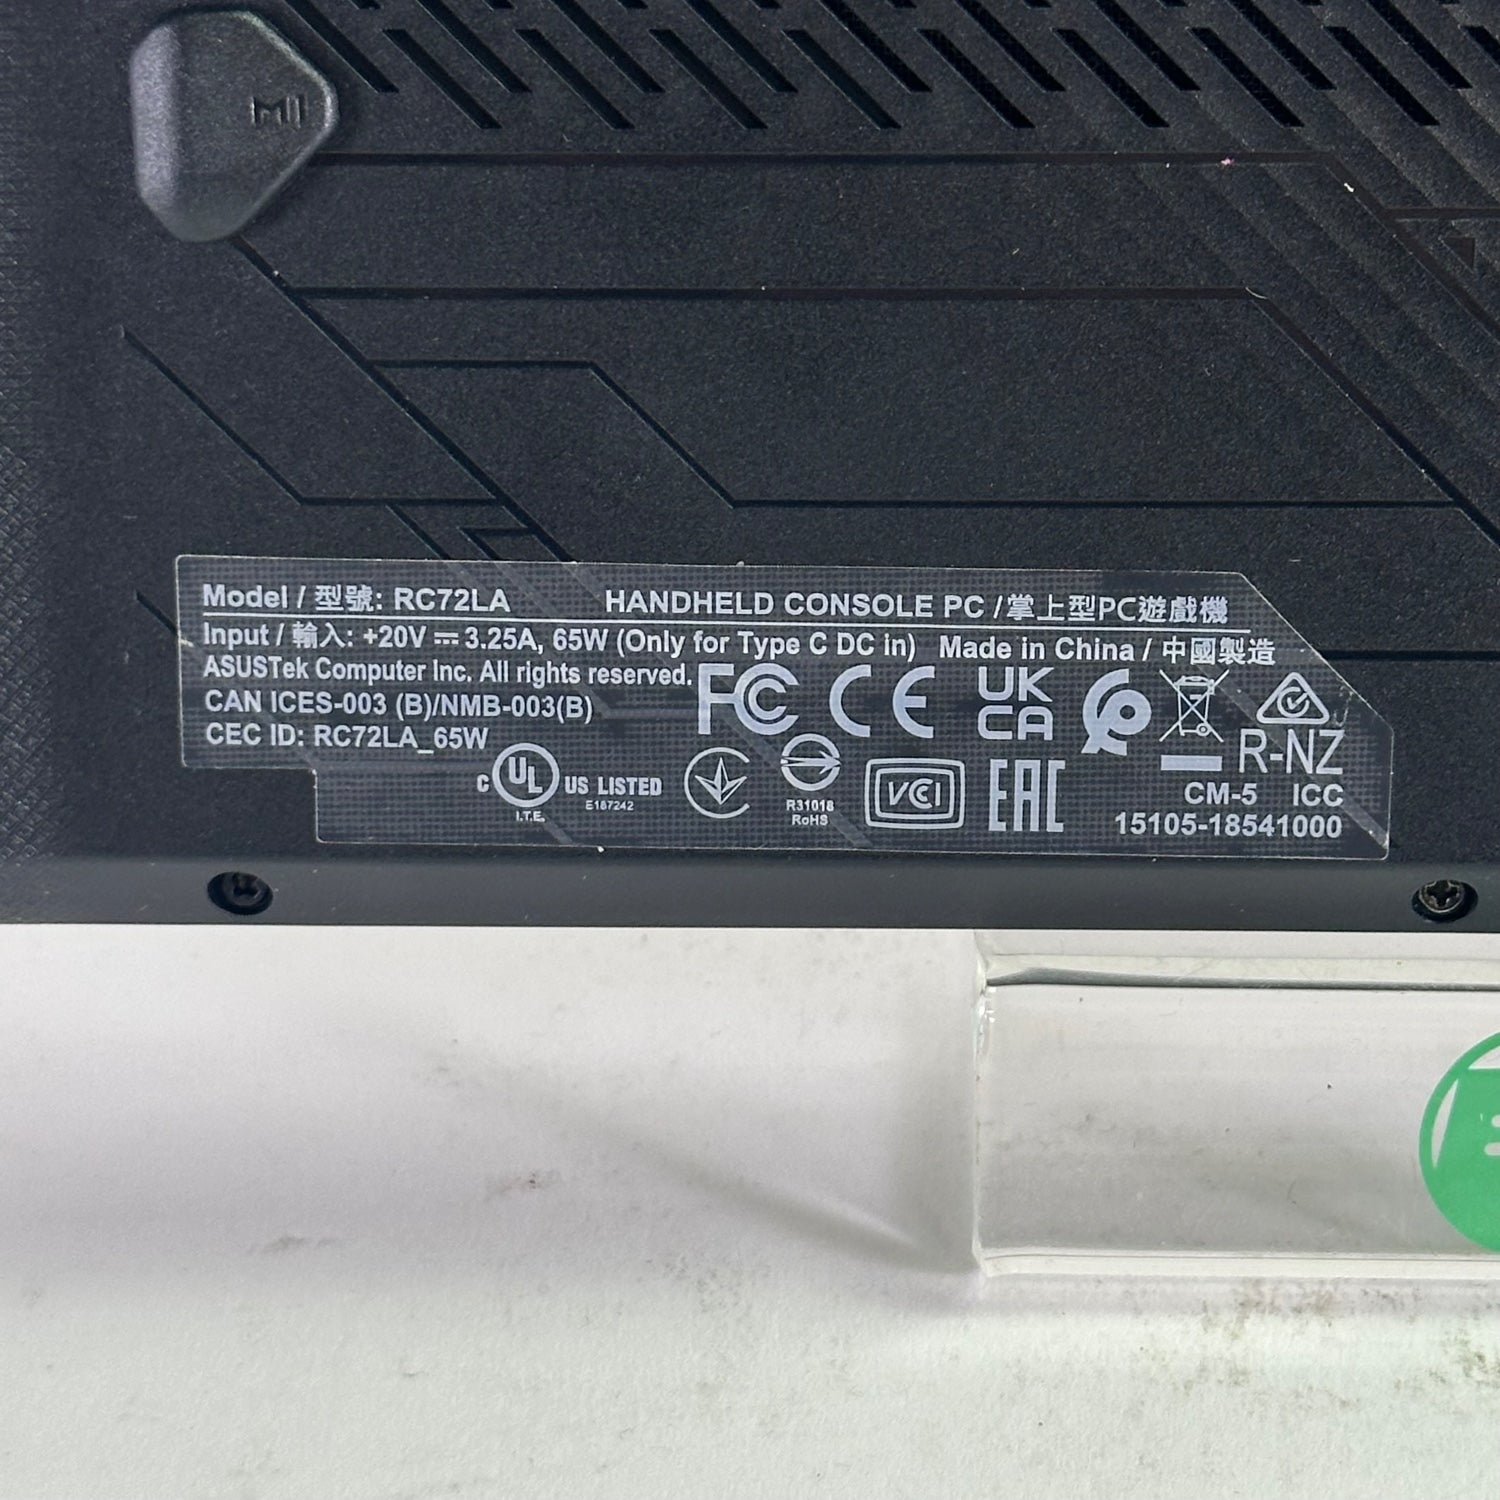 M1
Model / 型號: RC72LA HANDHELD CONSOLE PC / 掌上型PC遊戲機
Input / 輸入: +20V ⎓ 3.25A, 65W (Only for Type C DC in) Made in China / 中國製造
ASUSTek Computer Inc. All rights reserved.
CAN ICES-003 (B)/NMB-003(B)
CEC ID: RC72LA_65W
FC CE UK CA
R-NZ
C UL US LISTED
E187242
I.T.E.
R31018
RoHS
VCCI
EAC
CM-5 ICC
15105-18541000